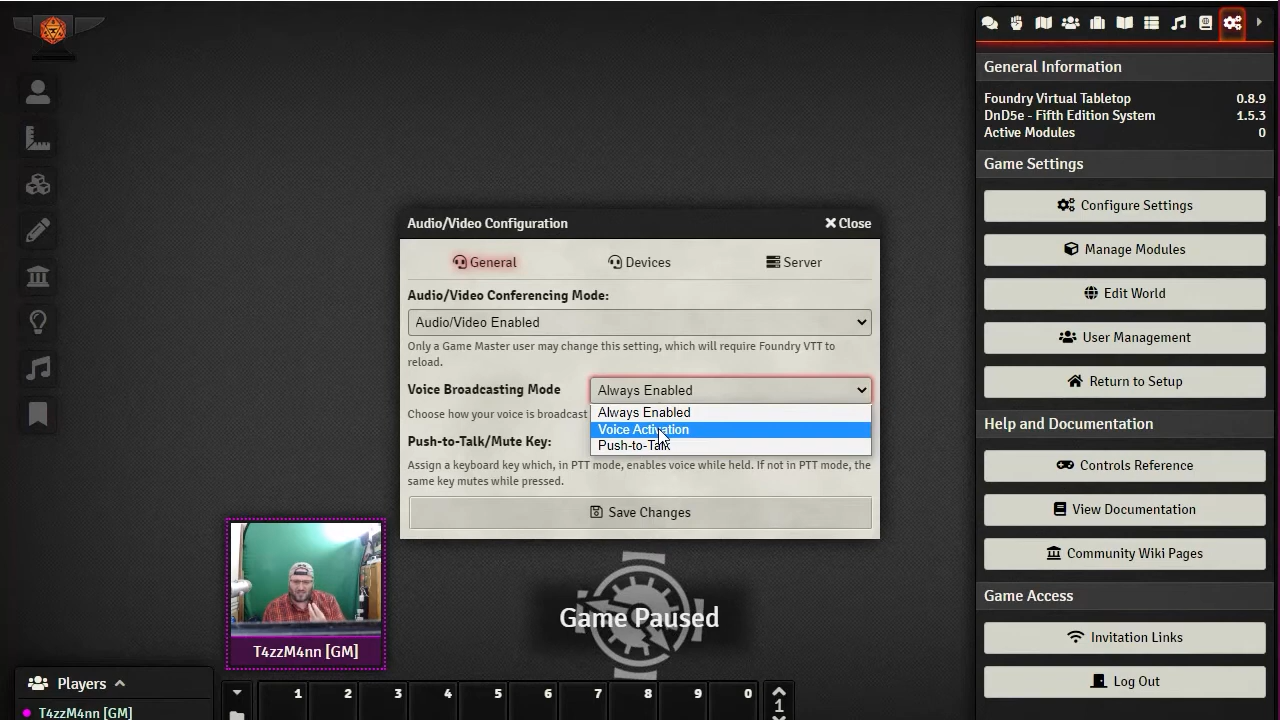 General Information
Foundry Virtual Tabletop 0.8.9
DnD5e - Fifth Edition System 1.5.3
Active Modules 0
Game Settings
Configure Settings
Manage Modules
Edit World
User Management
Return to Setup
Help and Documentation
Controls Reference
View Documentation
Community Wiki Pages
Game Access
Invitation Links
Log Out
Audio/Video Configuration
Close
General Devices Server
Audio/Video Conferencing Mode:
Audio/Video Enabled
Only a Game Master user may change this setting, which will require Foundry VTT to
reload.
Voice Broadcasting Mode Always Enabled
Choose how your voice is broadcast
Always Enabled
Voice Activation
Push-to-Talk
Push-to-Talk/Mute Key:
Assign a keyboard key which, in PTT mode, enables voice while held. If not in PTT mode, the
same key mutes while pressed.
Save Changes
Game Paused
T4zzM4nn [GM]
Players
T4zzM4nn [GM]
1 2 3 4 5 6 7 8 9 0
1